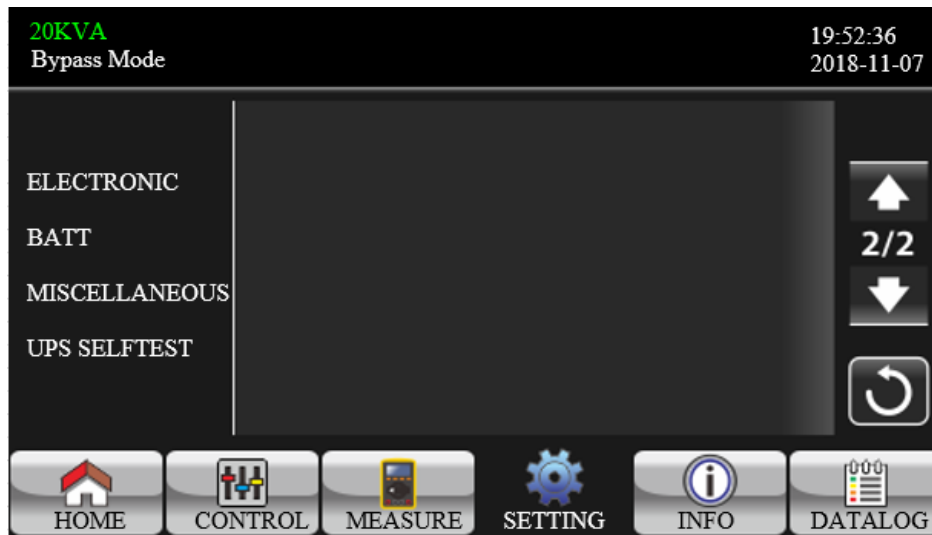 20KVA
Bypass Mode
19:52:36
2018-11-07
ELECTRONIC
BATT
MISCELLANEOUS
UPS SELFTEST
2/2
HOME
CONTROL
MEASURE
SETTING
INFO
DATALOG